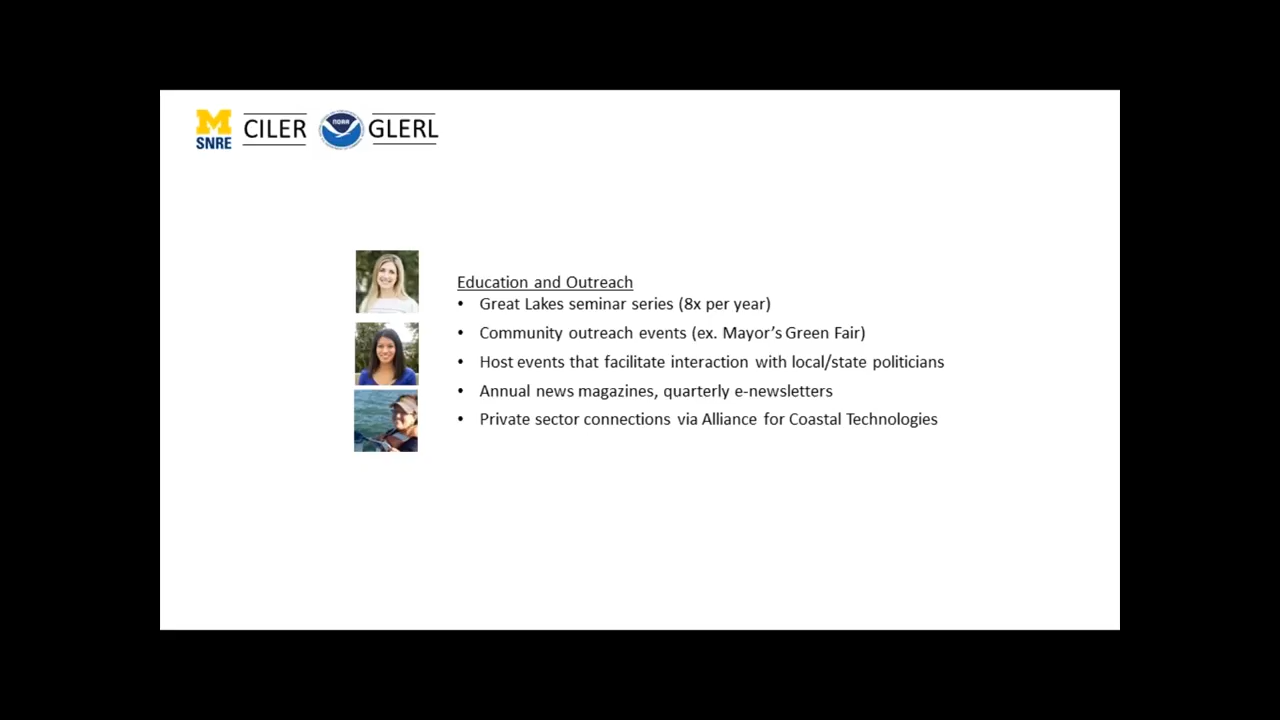 M
SNRE
CILER
NOAA
GLERL
Education and Outreach
• Great Lakes seminar series (8x per year)
• Community outreach events (ex. Mayor's Green Fair)
• Host events that facilitate interaction with local/state politicians
• Annual news magazines, quarterly e-newsletters
• Private sector connections via Alliance for Coastal Technologies